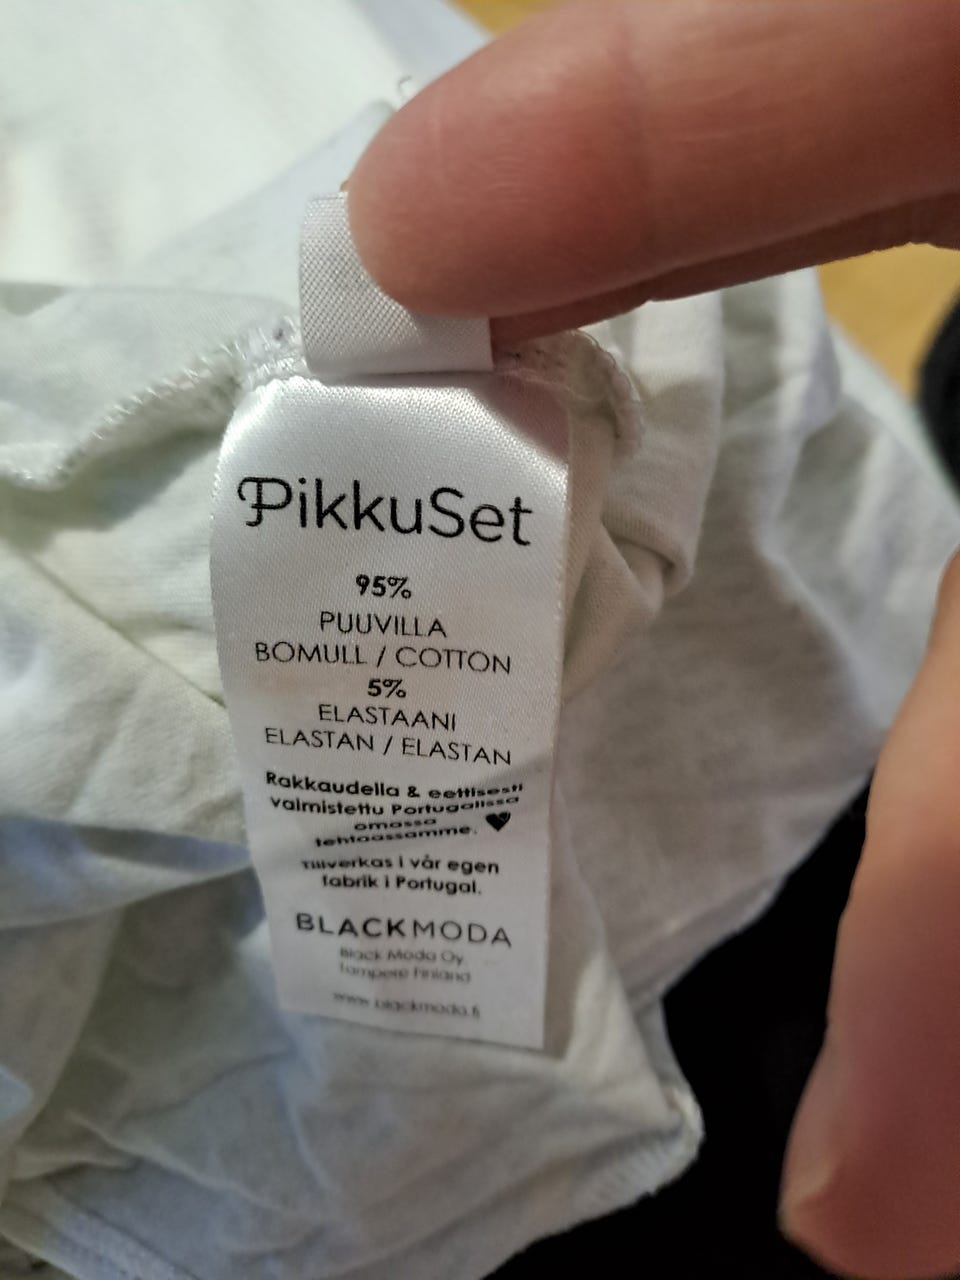 PikkuSet
95%
PUUVILLA
BOMULL / COTTON
5%
ELASTAANI
ELASTAN / ELASTAN
Rakkaudella & eettisesti
valmistettu Portugalissa
omassa
tehtaassamme.
Tillverkas i vår egen
fabrik i Portugal.
BLACKMODA
Black Moda Oy
Tampere Finland
www.blackmoda.fi